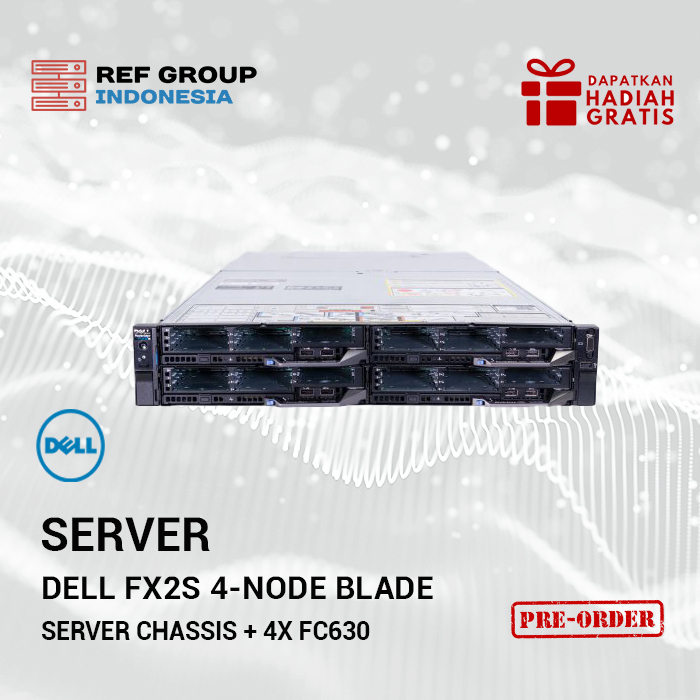 REF GROUP
INDONESIA
DAPATKAN
HADIAH
GRATIS
DELL
SERVER
DELL FX2S 4-NODE BLADE
SERVER CHASSIS + 4X FC630
PRE-ORDER